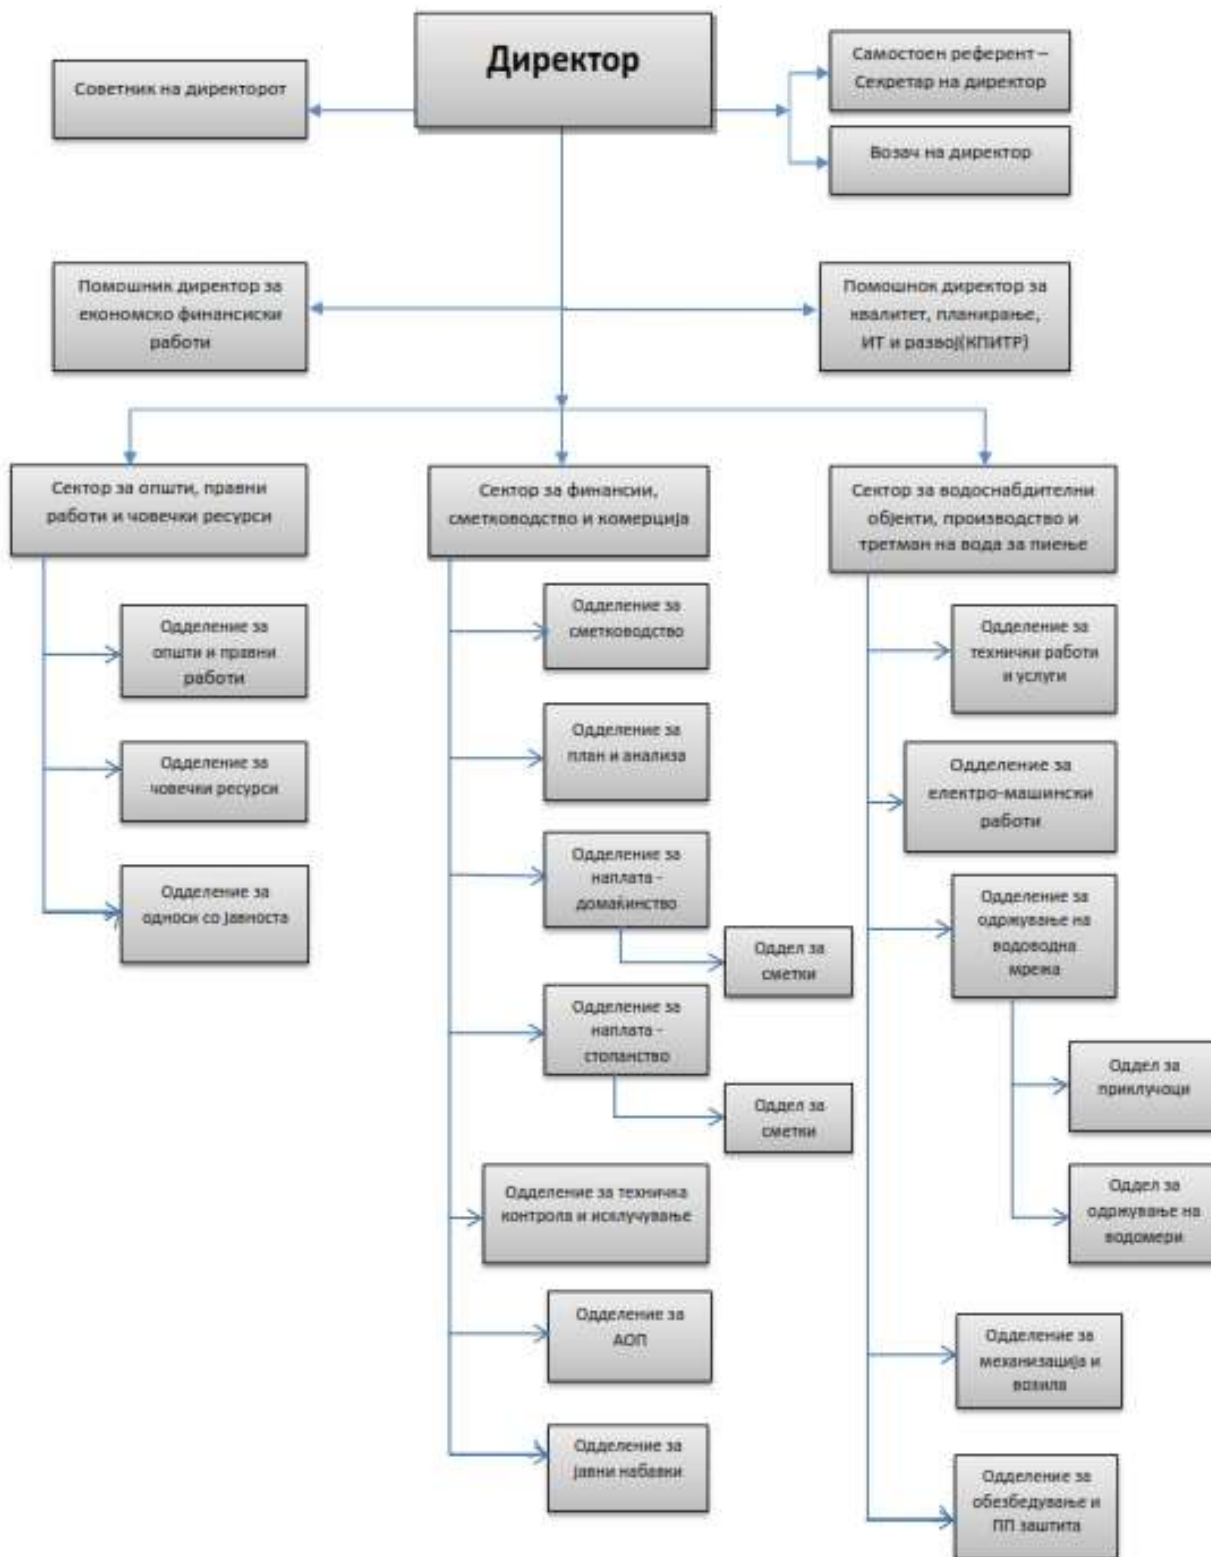 Директор
Советник на директорот
Самостоен референт –
Секретар на директор
Возач на директор
Помошник директор за
економско финансиски
работи
Помошнок директор за
квалитет, планирање,
ИТ и развој(КПИТР)
Сектор за општи, правни
работи и човечки ресурси
Одделение за
општи и правни
работи
Одделение за
човечки ресурси
Одделение за
односи со јавноста
Сектор за финансии,
сметководство и комерција
Одделение за
сметководство
Одделение за
план и анализа
Одделение за
наплата -
домаќинство
Оддел за
сметки
Одделение за
наплата -
стопанство
Оддел за
сметки
Одделение за техничка
контрола и исклучување
Одделение за
АОП
Одделение за
јавни набавки
Сектор за водоснабдителни
објекти, производство и
третман на вода за пиење
Одделение за
технички работи
и услуги
Одделение за
електро-машински
работи
Одделение за
одржување на
водоводна
мрежа
Оддел за
приклучоци
Оддел за
одржување на
водомери
Одделение за
механизација и
возила
Одделение за
обезбедување и
ПП заштита